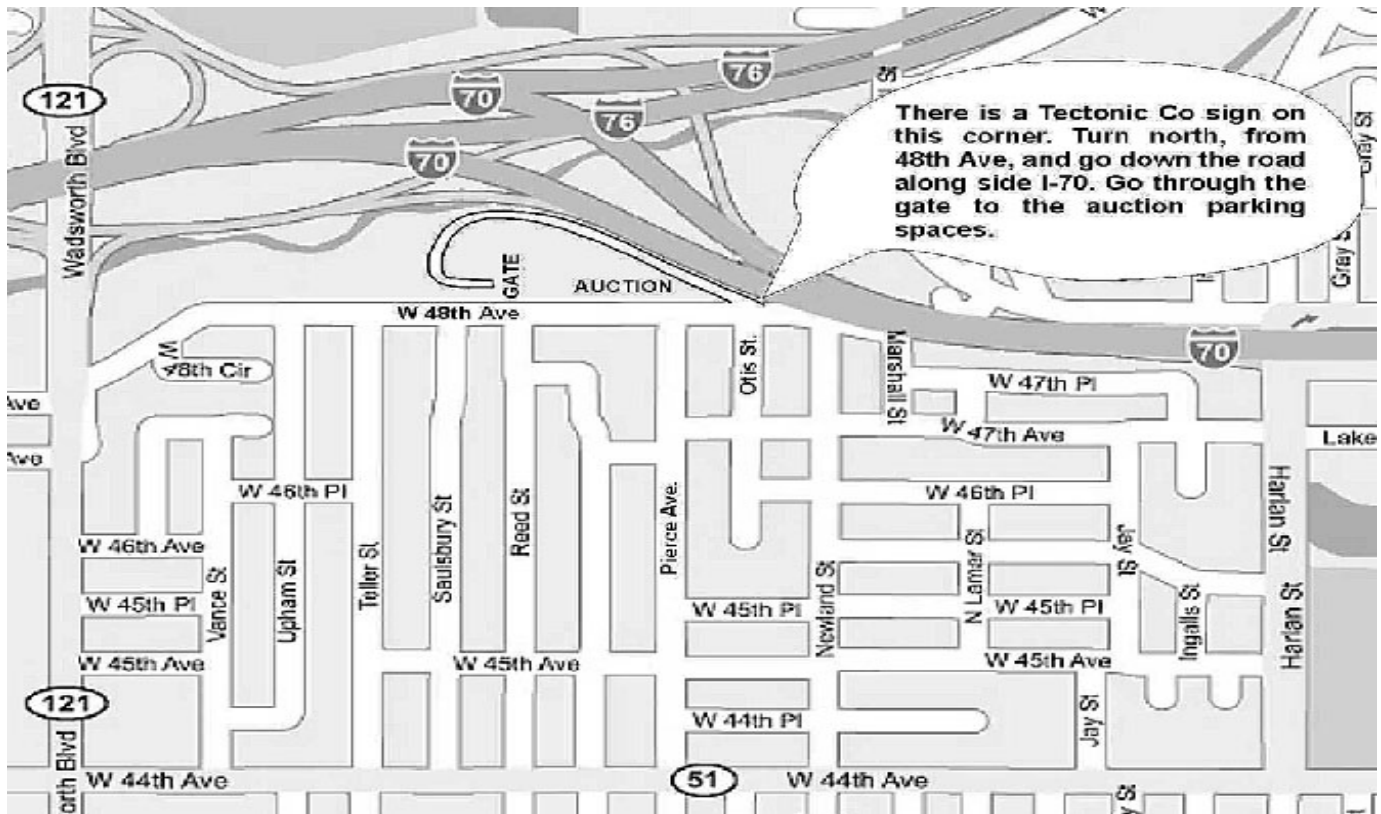 76
70
76
70
121
Wadsworth Blvd
St
There is a Tectonic Co sign on
this corner. Turn north, from
48th Ave, and go down the road
along side I-70. Go through the
gate to the auction parking
spaces.
Gray St
Gray S
GATE
AUCTION
W 48th Ave
70
W
48th Cir
Otis St.
Marshall St
W 47th Pl
Ave
W 47th Ave
Lake
Ave
W 46th Pl
W 46th Pl
Harlan St
W 46th Ave
Vance St
Upham St
Teller St
Saulsbury St
Reed St
Pierce Ave.
Newland St
N Lamar St
Jay St
Ingalls St
Harlan St
W 45th Pl
W 45th Pl
W 45th Pl
W 45th Ave
W 45th Ave
W 45th Ave
121
W 44th Pl
Jay St
orth Blvd
W 44th Ave
51
W 44th Ave
y St
t